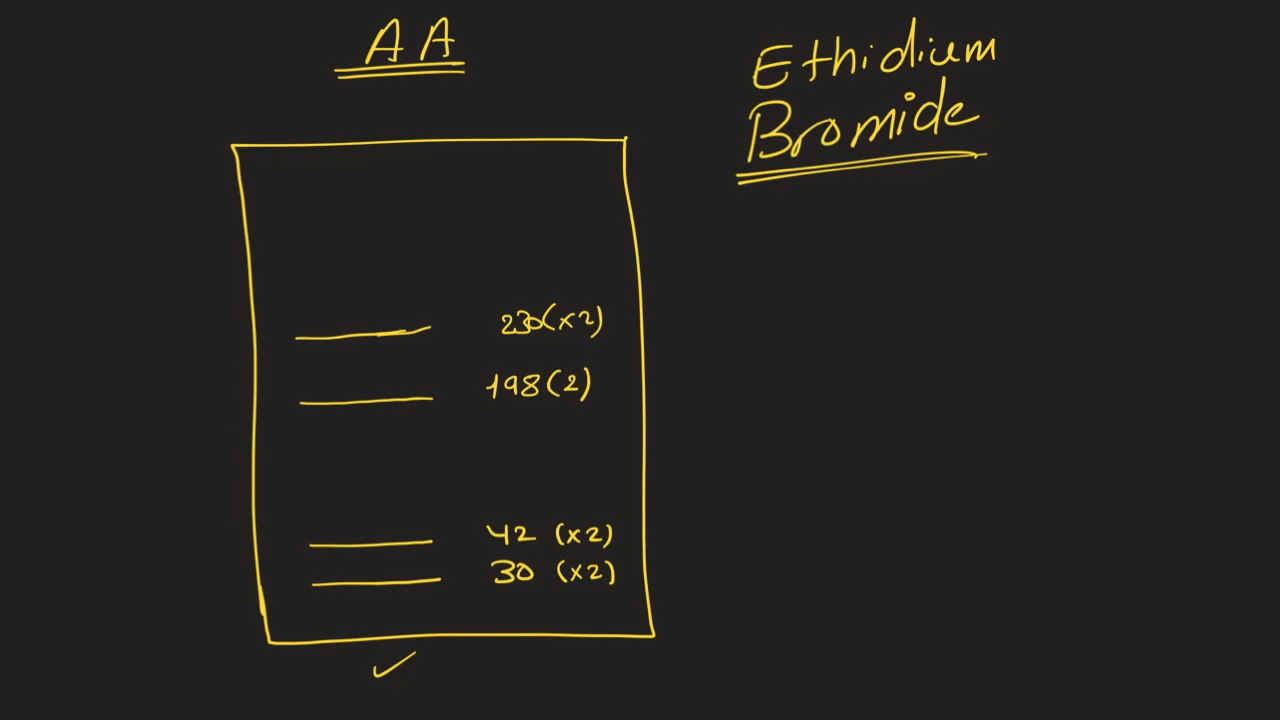 AA
Ethidium
Bromide
230(x2)
198(2)
42 (x2)
30 (x2)